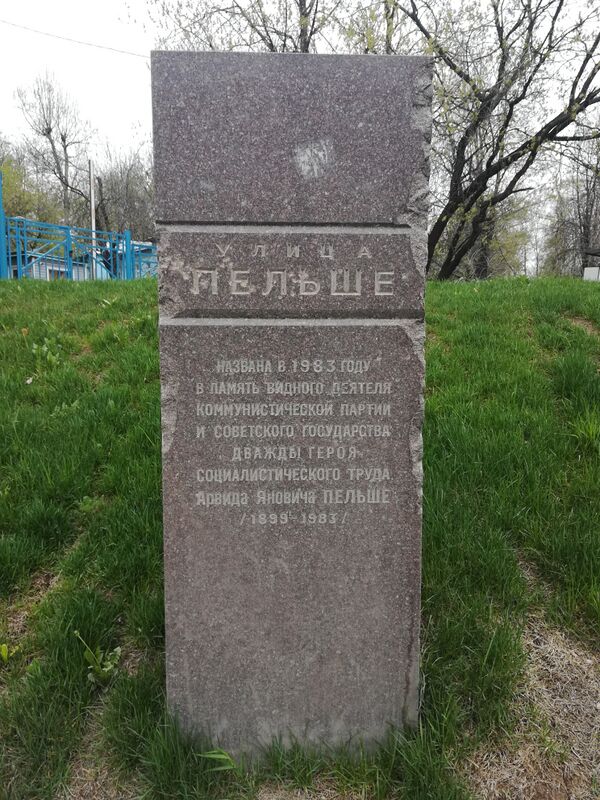 УЛИЦА
ПЕЛЬШЕ
НАЗВАНА В 1983 ГОДУ
В ПАМЯТЬ ВИДНОГО ДЕЯТЕЛЯ
КОММУНИСТИЧЕСКОЙ ПАРТИИ
И СОВЕТСКОГО ГОСУДАРСТВА
ДВАЖДЫ ГЕРОЯ
СОЦИАЛИСТИЧЕСКОГО ТРУДА
Арвида Яновича ПЕЛЬШЕ
/1899-1983/